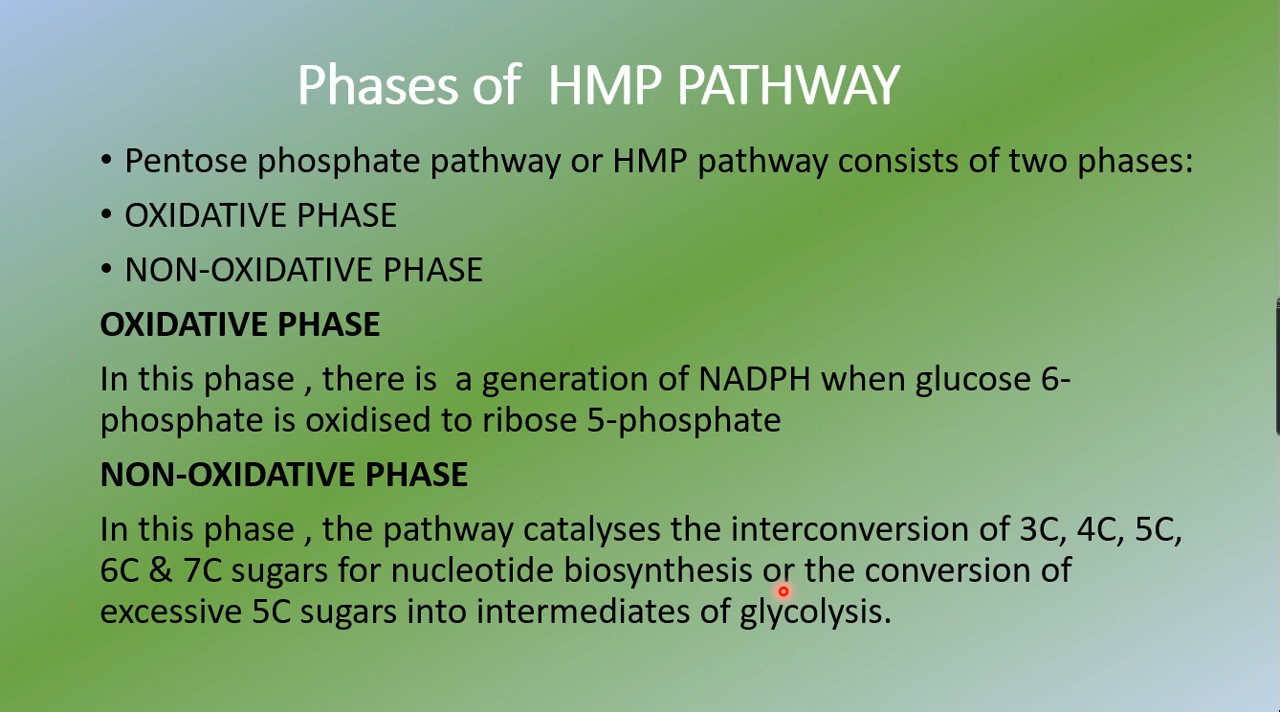 Phases of  HMP PATHWAY
• Pentose phosphate pathway or HMP pathway consists of two phases:
• OXIDATIVE PHASE
• NON-OXIDATIVE PHASE
OXIDATIVE PHASE
In this phase , there is  a generation of NADPH when glucose 6-
phosphate is oxidised to ribose 5-phosphate
NON-OXIDATIVE PHASE
In this phase , the pathway catalyses the interconversion of 3C, 4C, 5C,
6C & 7C sugars for nucleotide biosynthesis or the conversion of
excessive 5C sugars into intermediates of glycolysis.